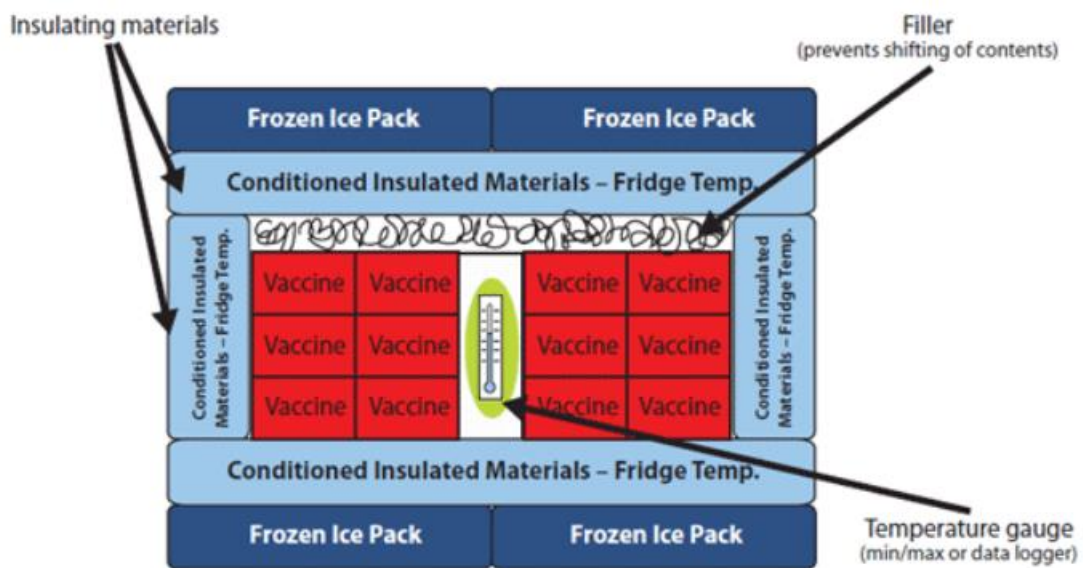 Insulating materials
Filler
(prevents shifting of contents)
Frozen Ice Pack
Frozen Ice Pack
Conditioned Insulated Materials – Fridge Temp.
Conditioned Insulated
Materials – Fridge Temp.
Vaccine
Vaccine
Vaccine
Vaccine
Vaccine
Vaccine
Vaccine
Vaccine
Vaccine
Vaccine
Vaccine
Vaccine
Conditioned Insulated
Materials – Fridge Temp.
Conditioned Insulated Materials – Fridge Temp.
Frozen Ice Pack
Frozen Ice Pack
Temperature gauge
(min/max or data logger)